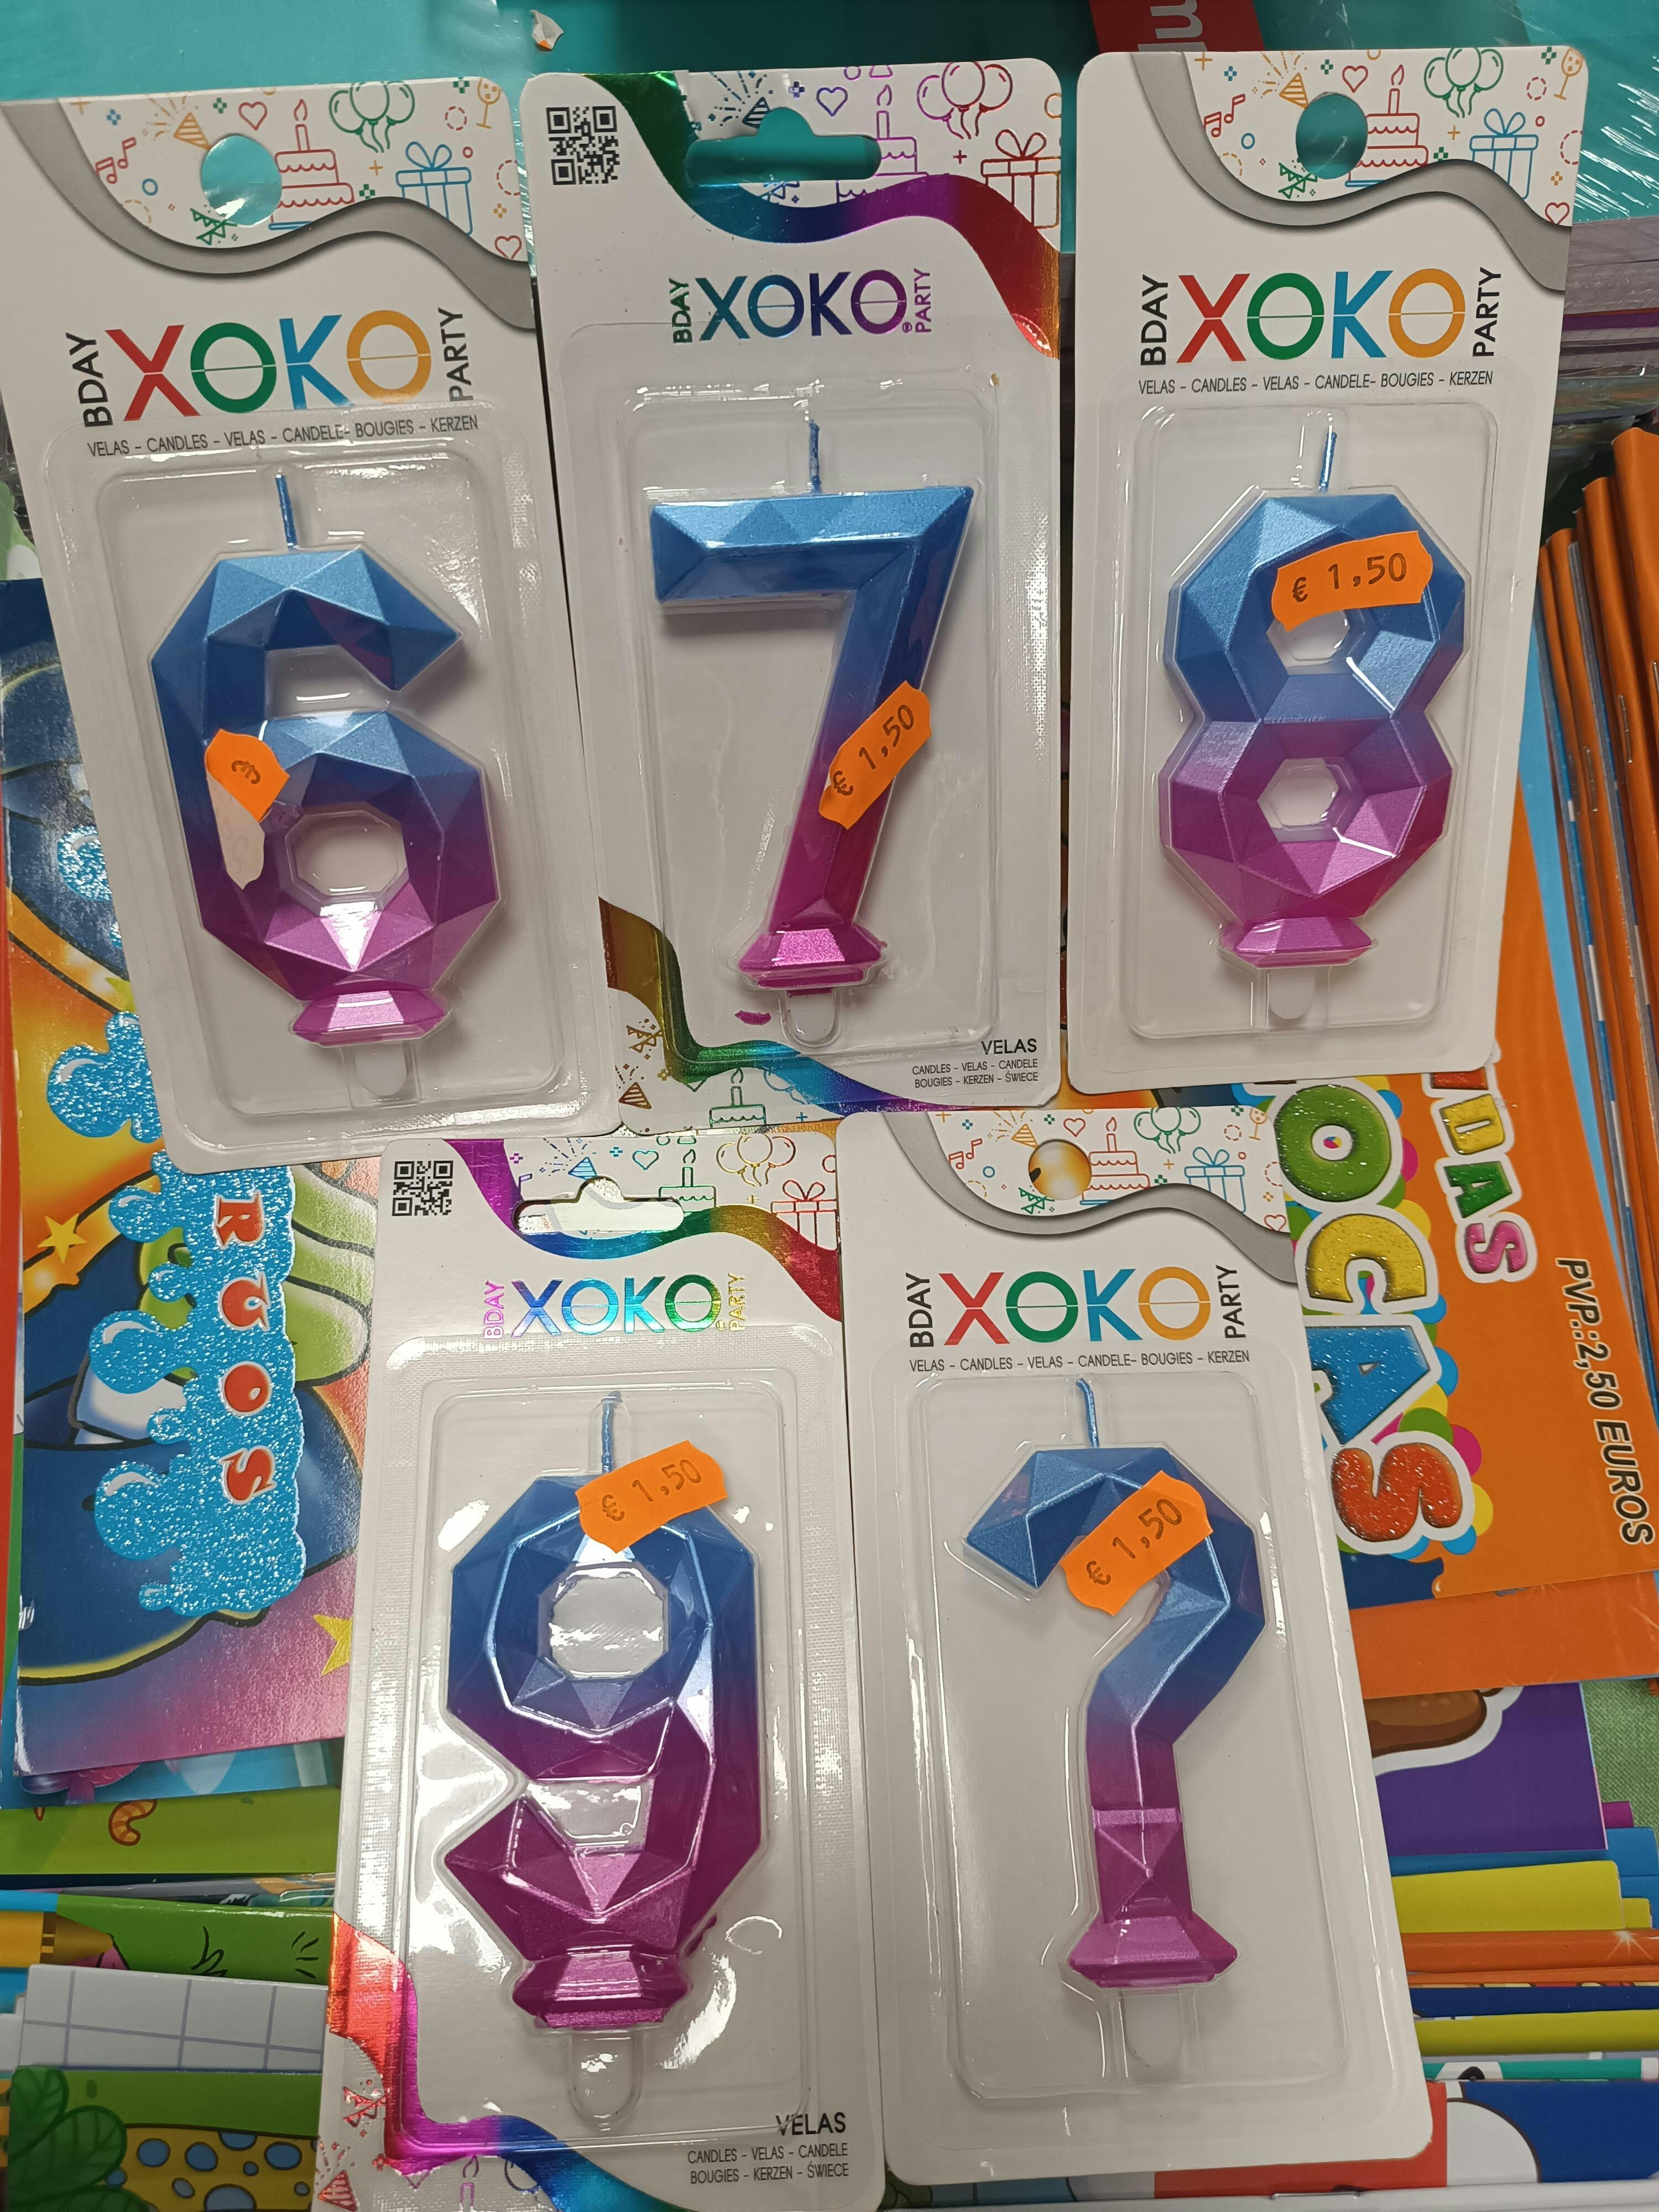 BDAY XOKO PARTY
VELAS - CANDLES - VELAS - CANDELE- BOUGIES - KERZEN
€
BDAY XOKO PARTY
€ 1,50
VELAS
CANDLES - VELAS - CANDELE
BOUGIES - KERZEN - ŚWIECE
BDAY XOKO PARTY
VELAS - CANDLES - VELAS - CANDELE- BOUGIES - KERZEN
€ 1,50
BDAY XOKO PARTY
€ 1,50
VELAS
CANDLES - VELAS - CANDELE
BOUGIES - KERZEN - ŚWIECE
BDAY XOKO PARTY
VELAS - CANDLES - VELAS - CANDELE- BOUGIES - KERZEN
€ 1,50
RUOS
OCAS
IDAS
PVP.:2,50 EUROS